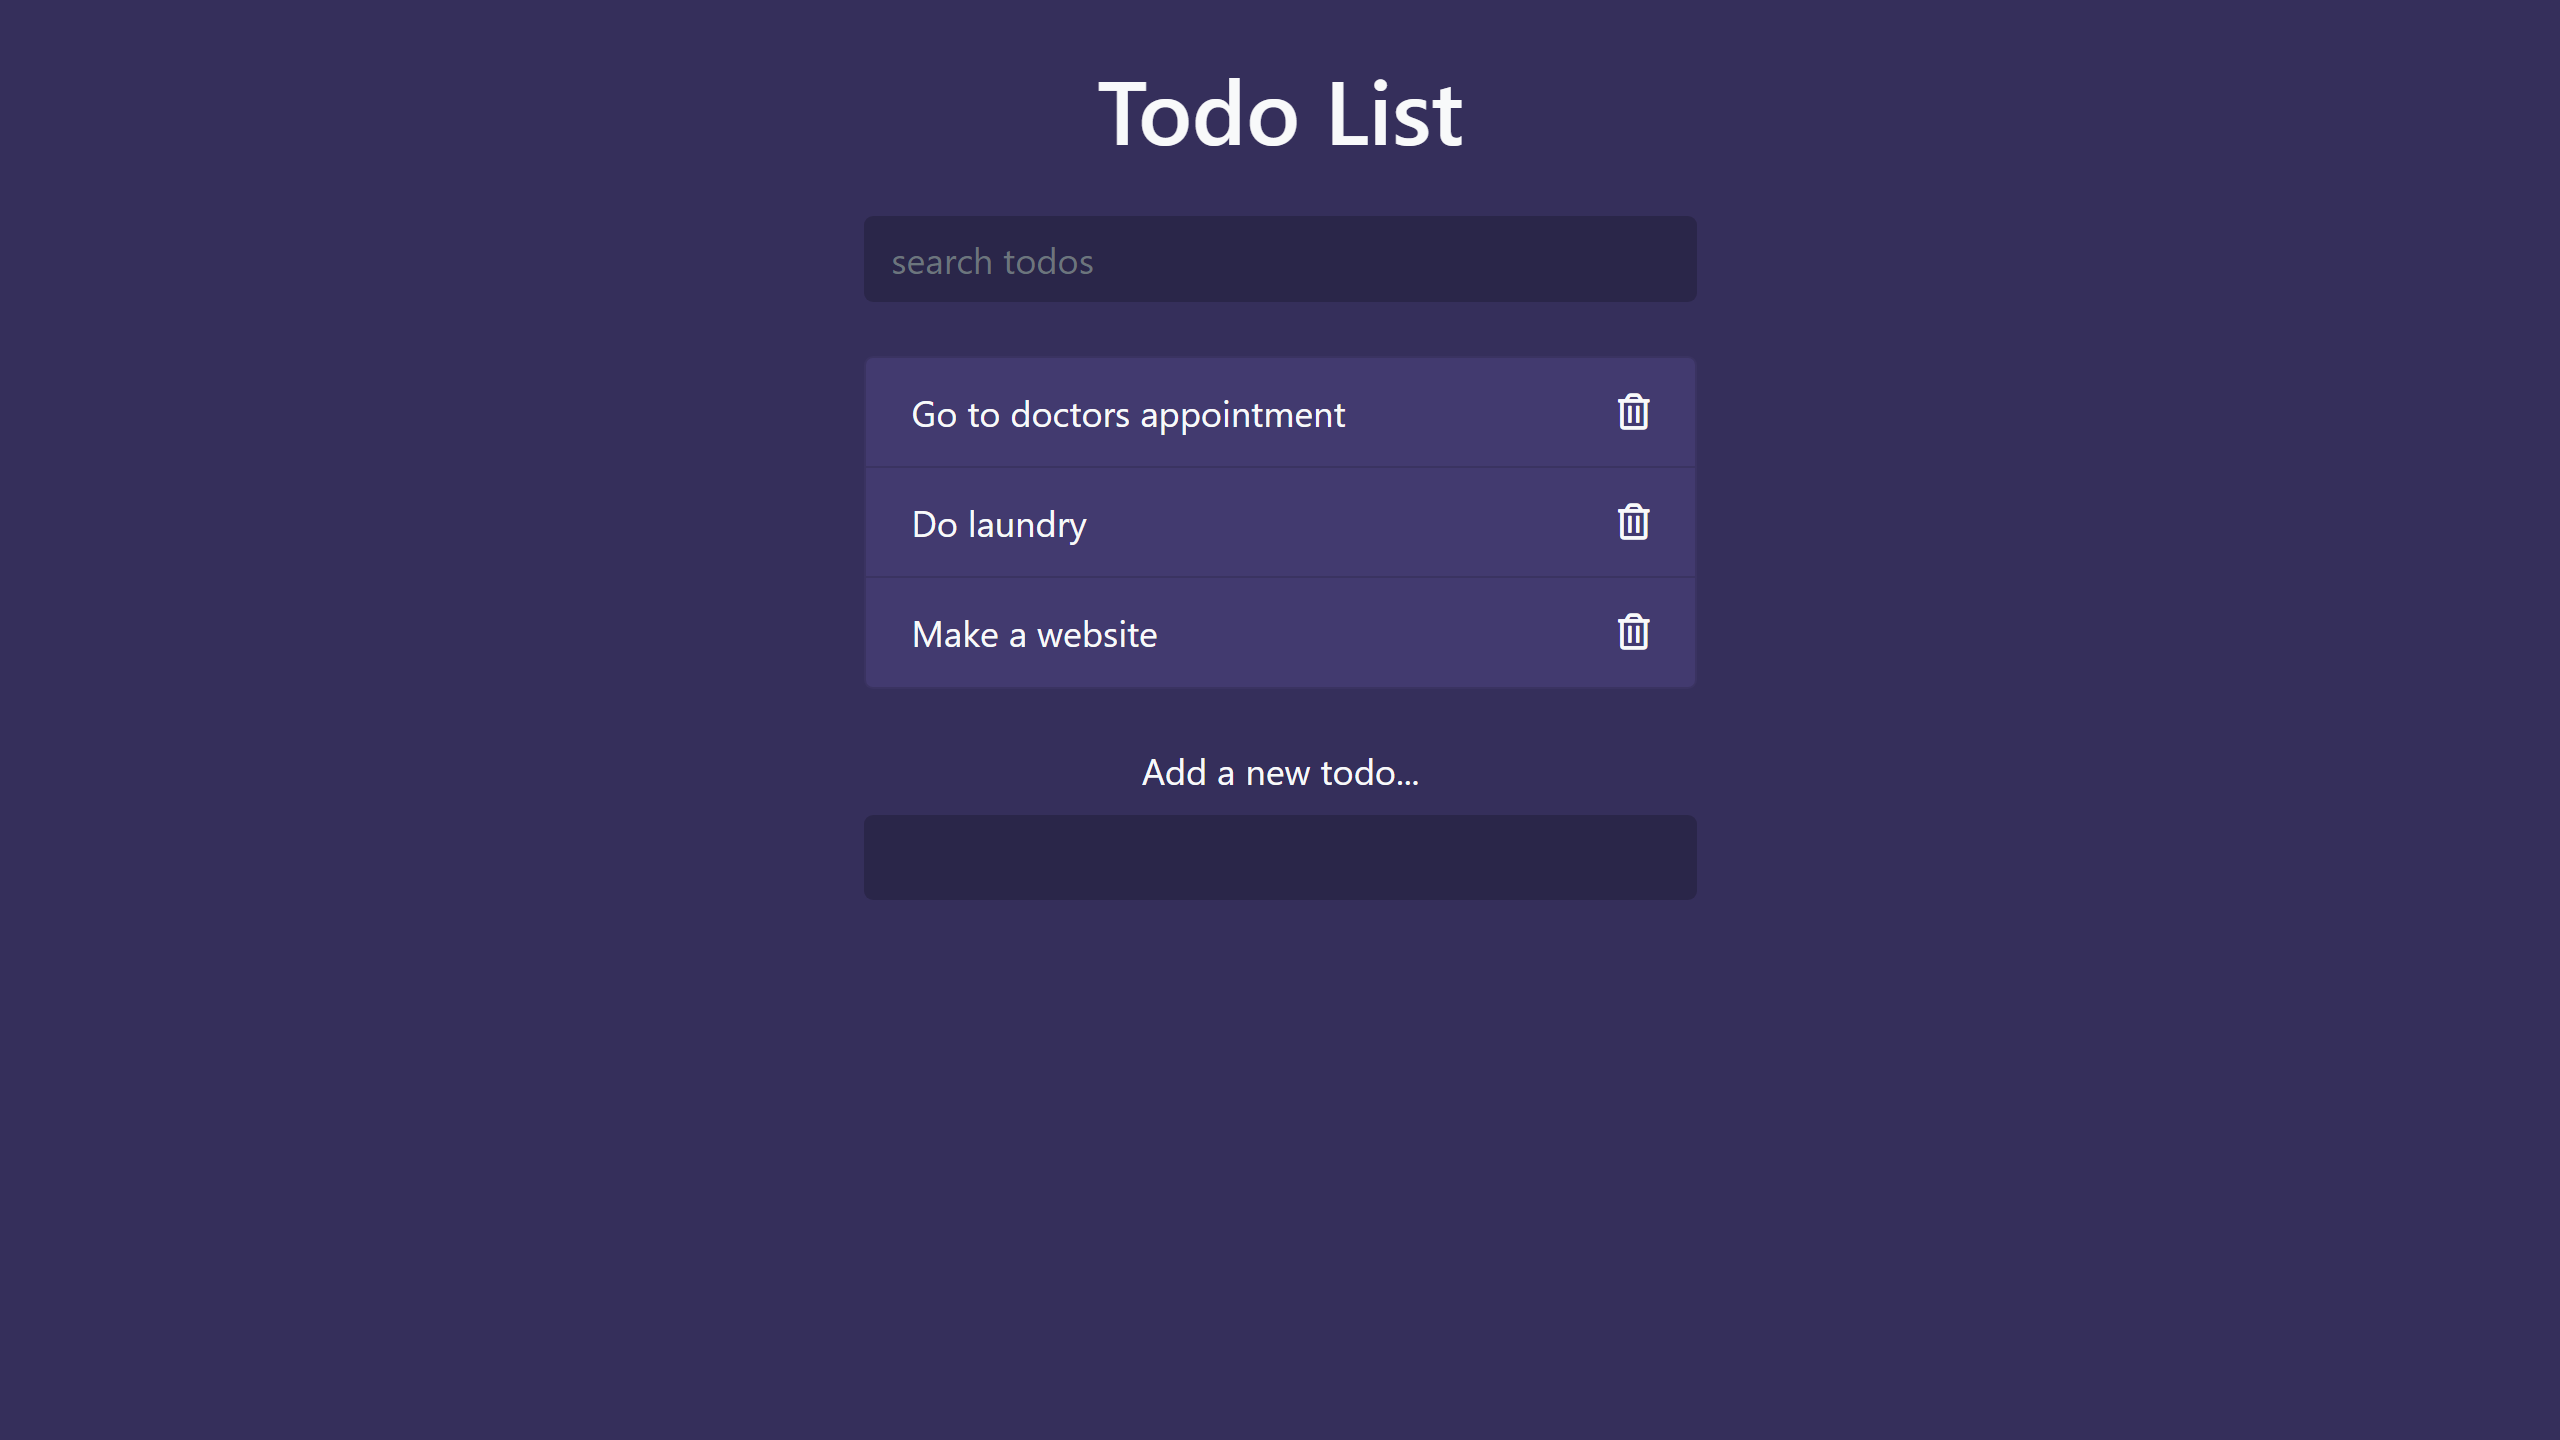 Todo List
search todos
Go to doctors appointment
Do laundry
Make a website
Add a new todo...